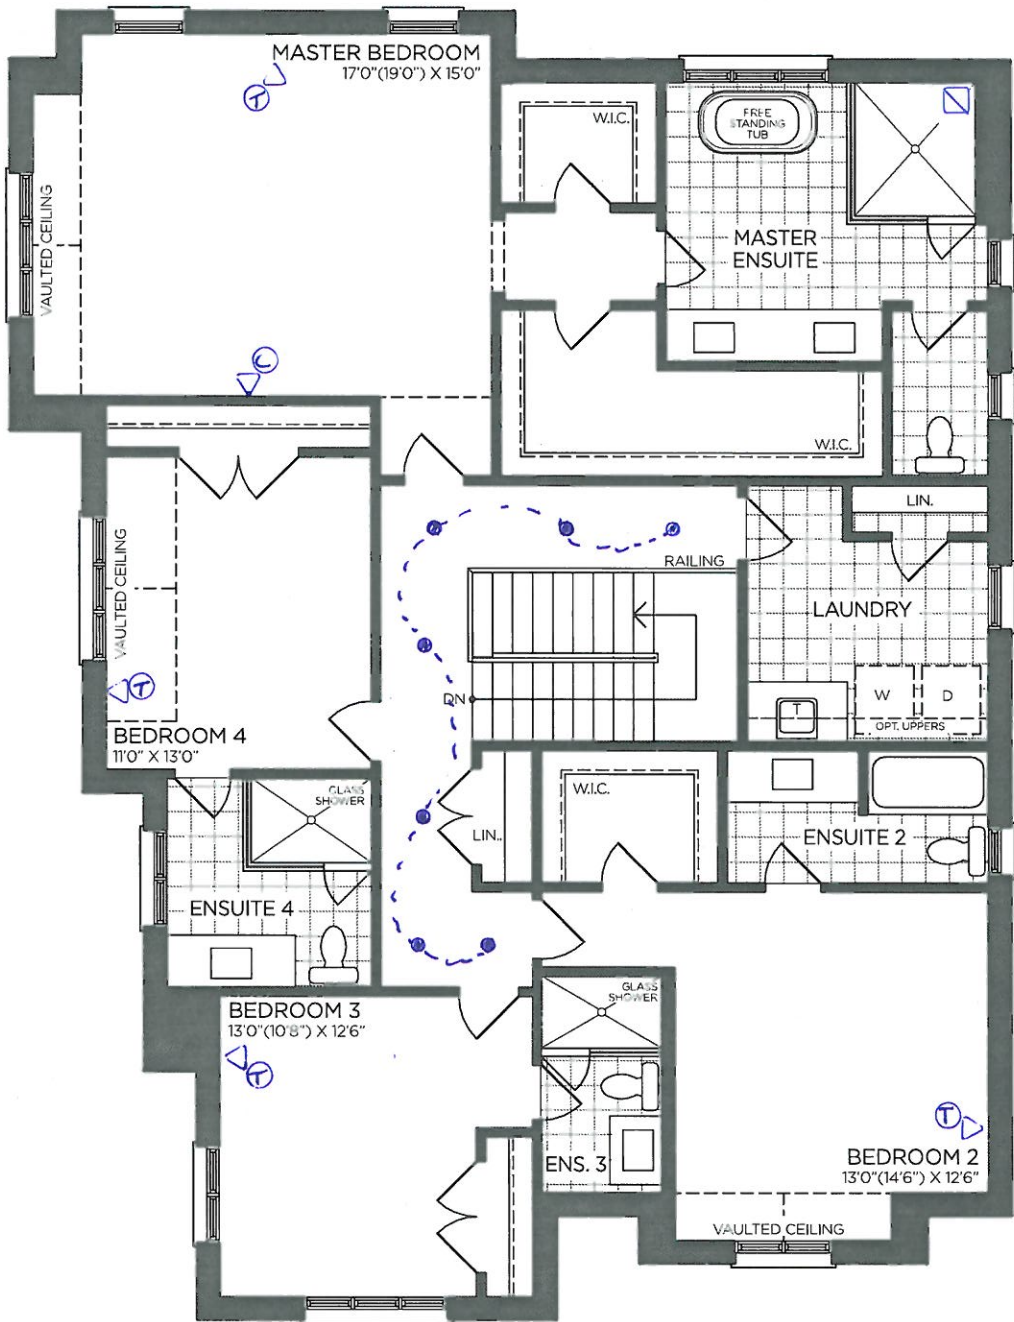 MASTER BEDROOM
17'0"(19'0") X 15'0"
T
W.I.C.
FREE
STANDING
TUB
VAULTED CEILING
MASTER
ENSUITE
C
W.I.C.
LIN.
RAILING
VAULTED CEILING
LAUNDRY
T
DN
W
D
T
OPT. UPPERS
BEDROOM 4
11'0" X 13'0"
GLASS
SHOWER
W.I.C.
LIN.
ENSUITE 2
ENSUITE 4
GLASS
SHOWER
BEDROOM 3
13'0"(10'8") X 12'6"
T
T
BEDROOM 2
13'0"(14'6") X 12'6"
ENS. 3
VAULTED CEILING